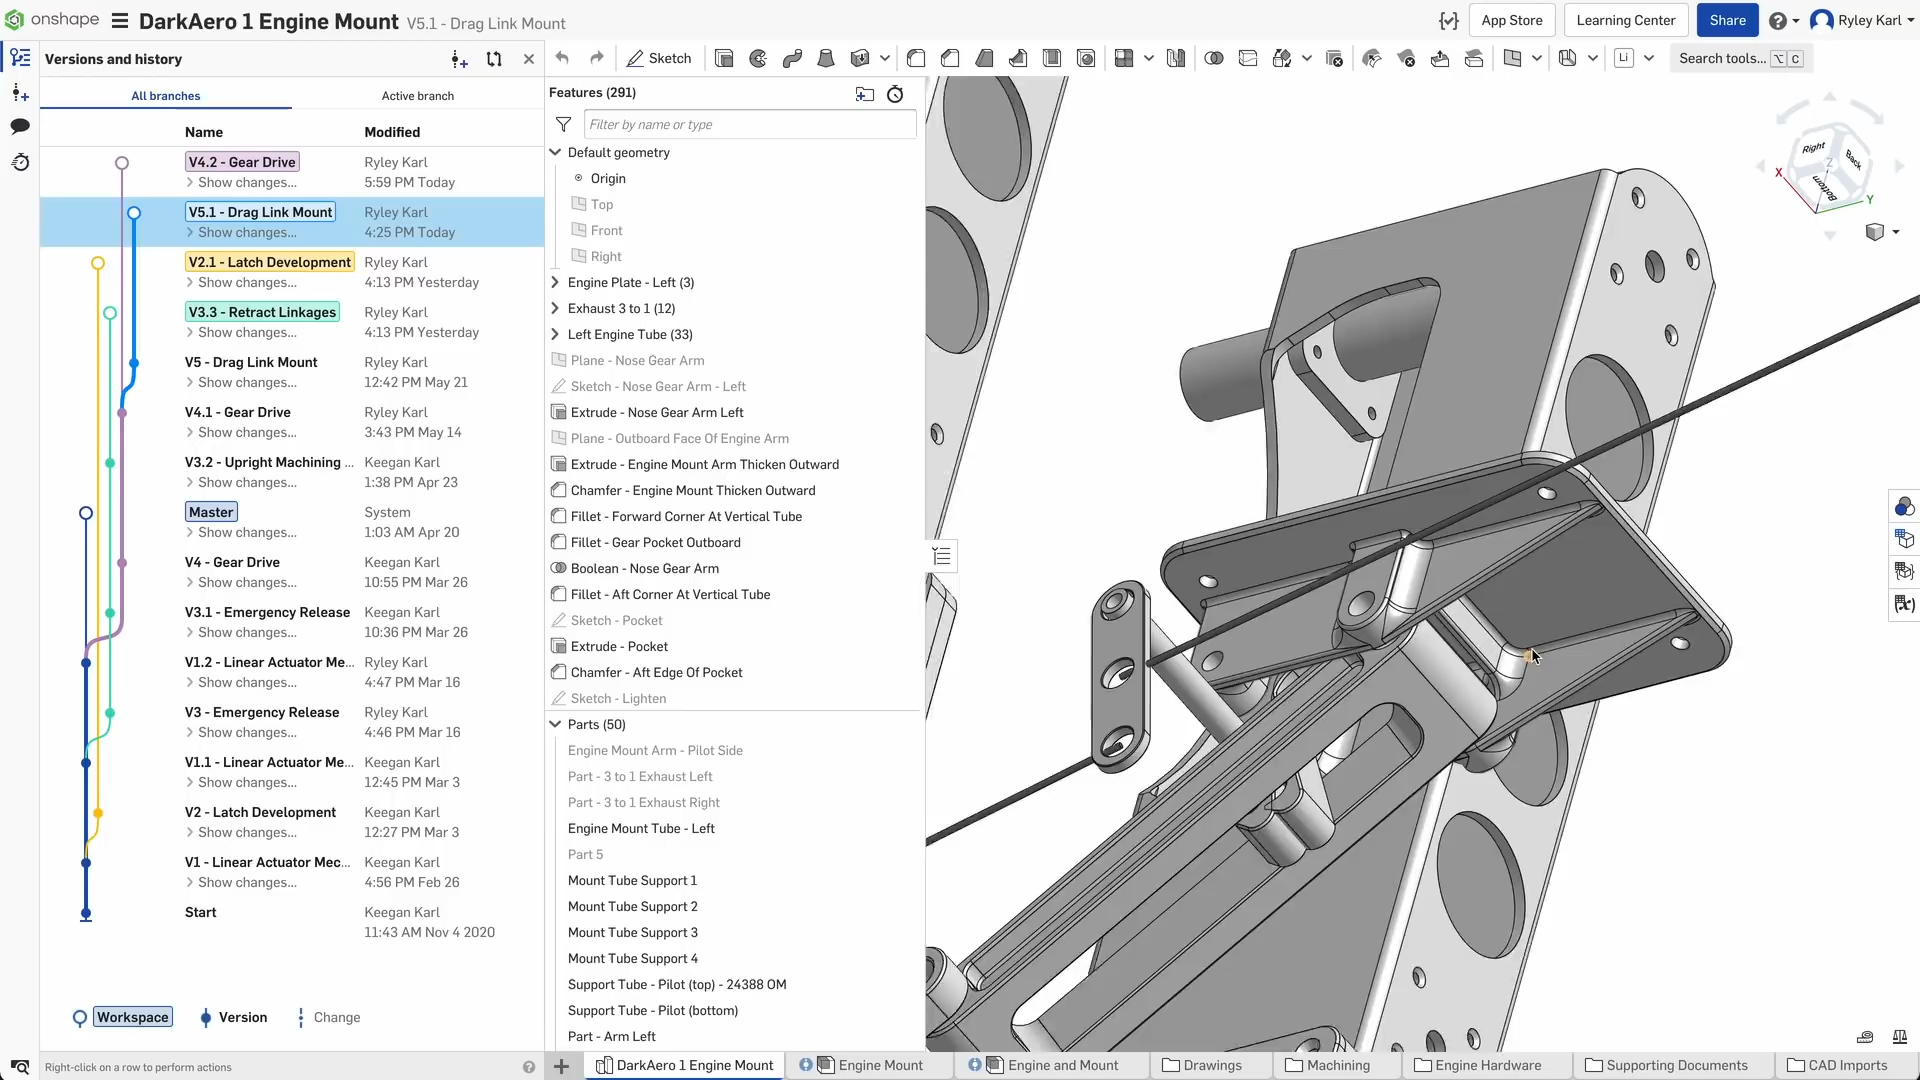 onshape
DarkAero 1 Engine Mount V5.1 - Drag Link Mount
App Store
Learning Center
Share
Ryley Karl
Versions and history
Sketch
Search tools... ⌥ C
All branches
Active branch
Name Modified
V4.2 - Gear Drive Ryley Karl
Show changes... 5:59 PM Today
V5.1 - Drag Link Mount Ryley Karl
Show changes... 4:25 PM Today
V2.1 - Latch Development Ryley Karl
Show changes... 4:13 PM Yesterday
V3.3 - Retract Linkages Ryley Karl
Show changes... 4:13 PM Yesterday
V5 - Drag Link Mount Ryley Karl
Show changes... 12:42 PM May 21
V4.1 - Gear Drive Ryley Karl
Show changes... 3:43 PM May 14
V3.2 - Upright Machining ... Keegan Karl
Show changes... 1:38 PM Apr 23
Master System
Show changes... 1:03 AM Apr 20
V4 - Gear Drive Keegan Karl
Show changes... 10:55 PM Mar 26
V3.1 - Emergency Release Keegan Karl
Show changes... 10:36 PM Mar 26
V1.2 - Linear Actuator Me... Ryley Karl
Show changes... 4:47 PM Mar 16
V3 - Emergency Release Ryley Karl
Show changes... 4:46 PM Mar 16
V1.1 - Linear Actuator Me... Keegan Karl
Show changes... 12:45 PM Mar 3
V2 - Latch Development Keegan Karl
Show changes... 12:27 PM Mar 3
V1 - Linear Actuator Mec... Keegan Karl
Show changes... 4:56 PM Feb 26
Start Keegan Karl
11:43 AM Nov 4 2020
Workspace Version Change
Right-click on a row to perform actions
Features (291)
Filter by name or type
Default geometry
Origin
Top
Front
Right
Engine Plate - Left (3)
Exhaust 3 to 1 (12)
Left Engine Tube (33)
Plane - Nose Gear Arm
Sketch - Nose Gear Arm - Left
Extrude - Nose Gear Arm Left
Plane - Outboard Face Of Engine Arm
Extrude - Engine Mount Arm Thicken Outward
Chamfer - Engine Mount Thicken Outward
Fillet - Forward Corner At Vertical Tube
Fillet - Gear Pocket Outboard
Boolean - Nose Gear Arm
Fillet - Aft Corner At Vertical Tube
Sketch - Pocket
Extrude - Pocket
Chamfer - Aft Edge Of Pocket
Sketch - Lighten
Parts (50)
Engine Mount Arm - Pilot Side
Part - 3 to 1 Exhaust Left
Part - 3 to 1 Exhaust Right
Engine Mount Tube - Left
Part 5
Mount Tube Support 1
Mount Tube Support 2
Mount Tube Support 3
Mount Tube Support 4
Support Tube - Pilot (top) - 24388 OM
Support Tube - Pilot (bottom)
Part - Arm Left
Right
Back
Bottom
X
Y
Z
(x)
Li
DarkAero 1 Engine Mount
Engine Mount
Engine and Mount
Drawings
Machining
Engine Hardware
Supporting Documents
CAD Imports